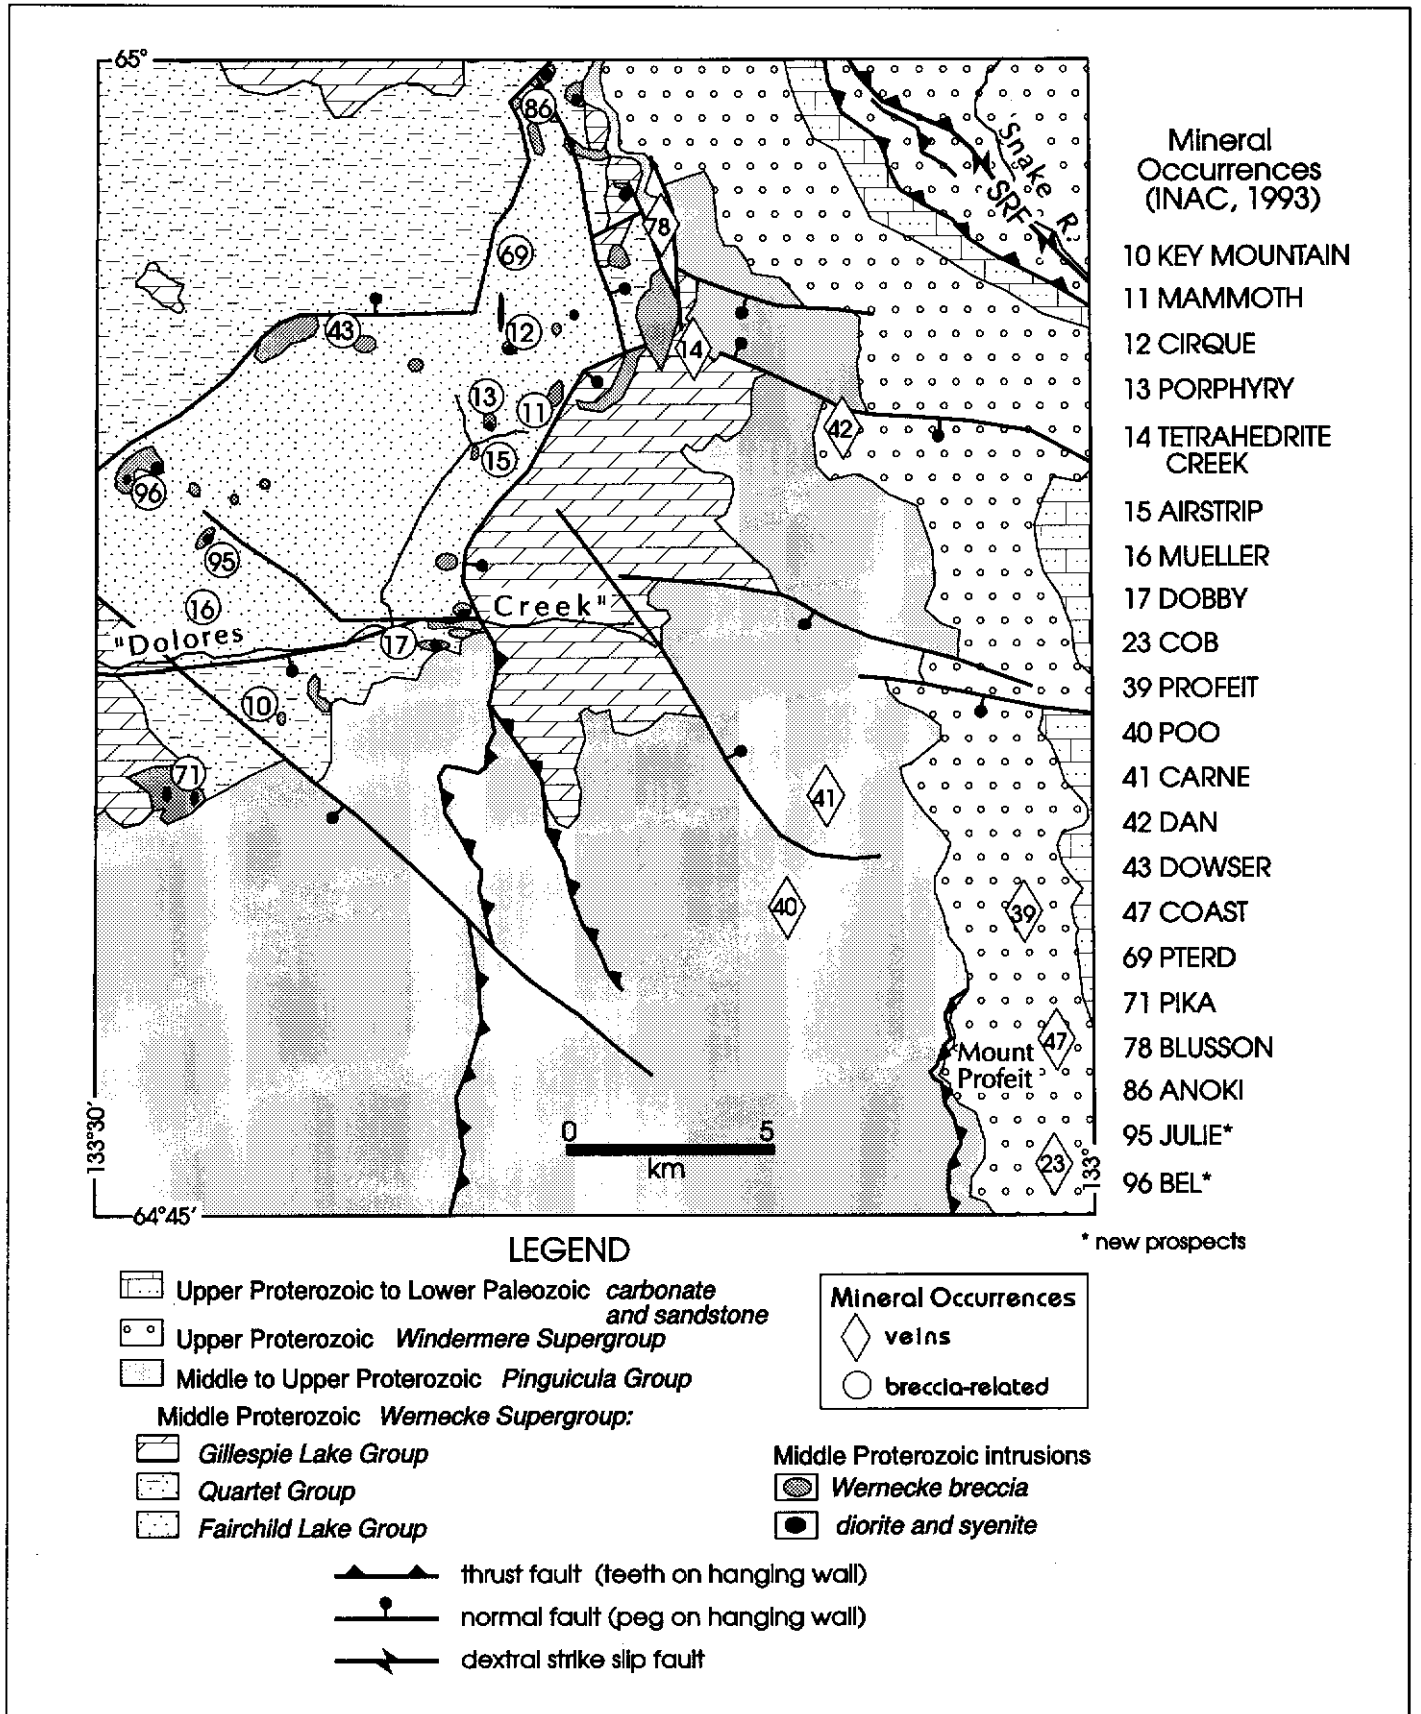 65°
86
Snake R.
SRF
78
69
43
12
14
13
11
42
15
96
95
16
"Dolores
Creek"
17
10
71
41
40
39
47
Mount
Profeit
23
0 5
km
133°30'
133°
64°45'
Mineral
Occurrences
(INAC, 1993)
10 KEY MOUNTAIN
11 MAMMOTH
12 CIRQUE
13 PORPHYRY
14 TETRAHEDRITE
CREEK
15 AIRSTRIP
16 MUELLER
17 DOBBY
23 COB
39 PROFEIT
40 POO
41 CARNE
42 DAN
43 DOWSER
47 COAST
69 PTERD
71 PIKA
78 BLUSSON
86 ANOKI
95 JULIE*
96 BEL*
* new prospects
LEGEND
Upper Proterozoic to Lower Paleozoic carbonate
and sandstone
Upper Proterozoic Windermere Supergroup
Middle to Upper Proterozoic Pinguicula Group
Middle Proterozoic Wernecke Supergroup:
Gillespie Lake Group
Quartet Group
Fairchild Lake Group
Mineral Occurrences
veins
breccia-related
Middle Proterozoic intrusions
Wernecke breccia
diorite and syenite
thrust fault (teeth on hanging wall)
normal fault (peg on hanging wall)
dextral strike slip fault